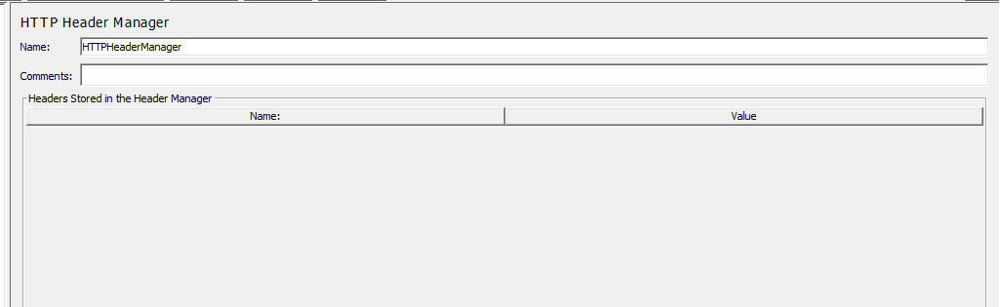 HTTP Header Manager
Name: HTTPHeaderManager
Comments:
Headers Stored in the Header Manager
Name: Value